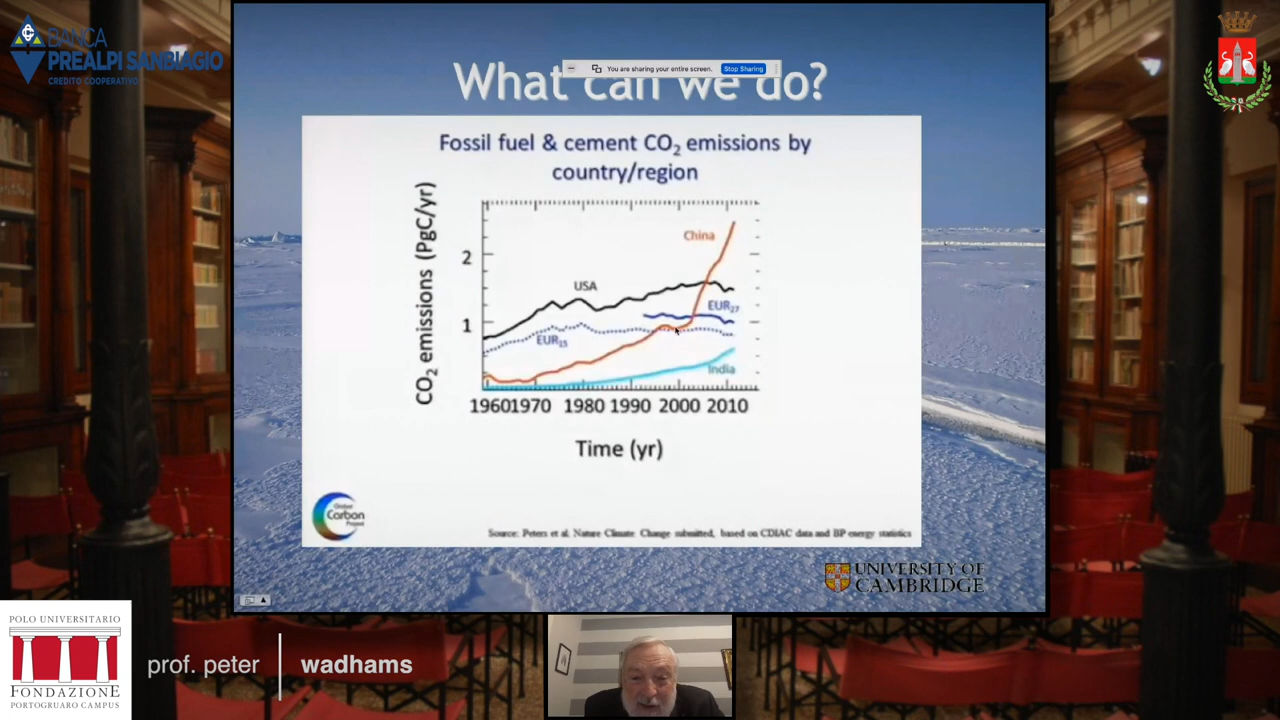 BANCA
PREALPI SANBIAGIO
CREDITO COOPERATIVO
You are sharing your entire screen.
Stop Sharing
What can we do?
Fossil fuel & cement CO₂ emissions by
country/region
CO₂ emissions (PgC/yr)
2
1
China
USA
EUR₂₇
EUR₁₅
India
1960 1970 1980 1990 2000 2010
Time (yr)
Global
Carbon
Project
Source: Peters et al. Nature Climate Change submitted, based on CDIAC data and BP energy statistics
UNIVERSITY OF
CAMBRIDGE
POLO UNIVERSITARIO
FONDAZIONE
PORTOGRUARO CAMPUS
prof. peter wadhams